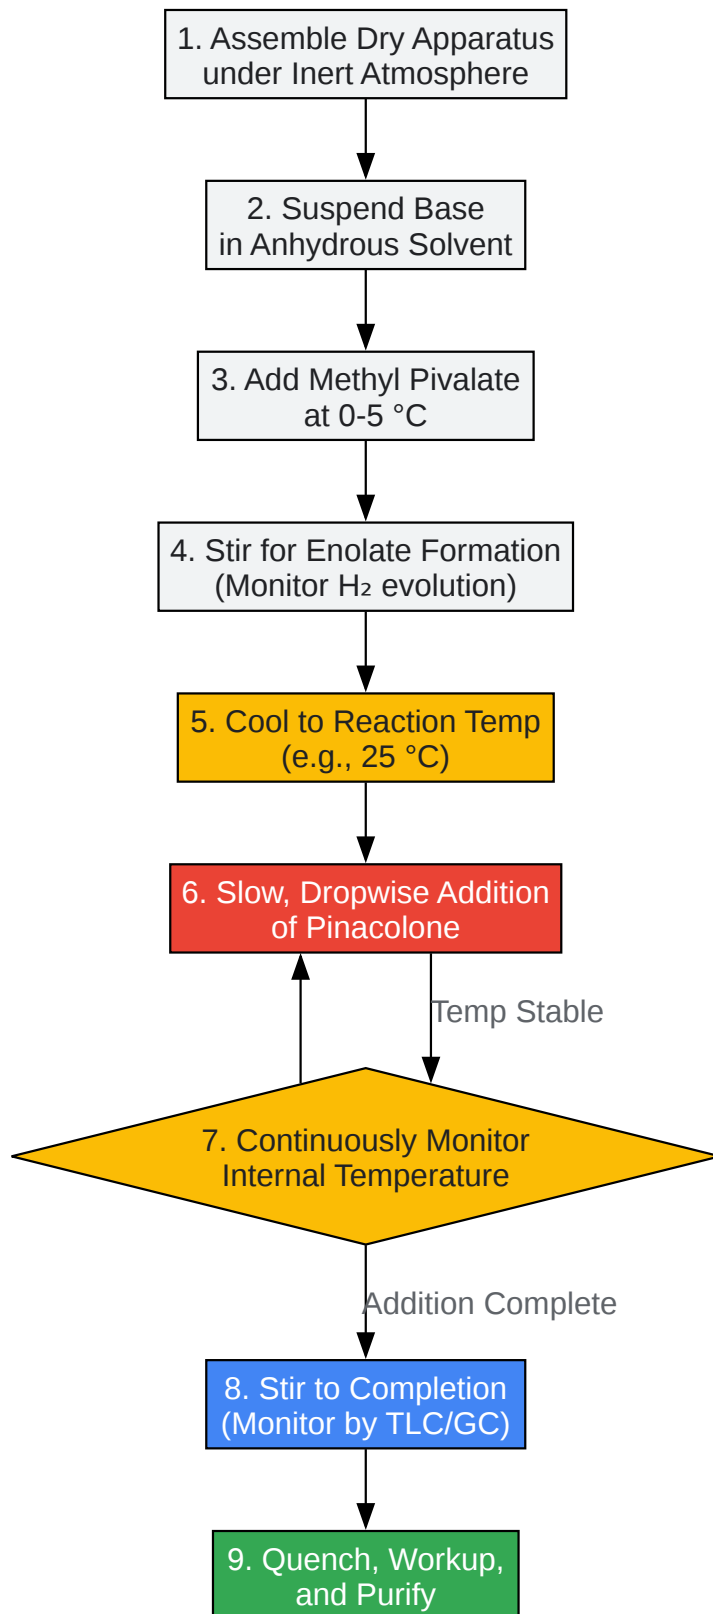 1. Assemble Dry Apparatus
under Inert Atmosphere
2. Suspend Base
in Anhydrous Solvent
3. Add Methyl Pivalate
at 0-5 °C
4. Stir for Enolate Formation
(Monitor H₂ evolution)
5. Cool to Reaction Temp
(e.g., 25 °C)
6. Slow, Dropwise Addition
of Pinacolone
Temp Stable
7. Continuously Monitor
Internal Temperature
Addition Complete
8. Stir to Completion
(Monitor by TLC/GC)
9. Quench, Workup,
and Purify